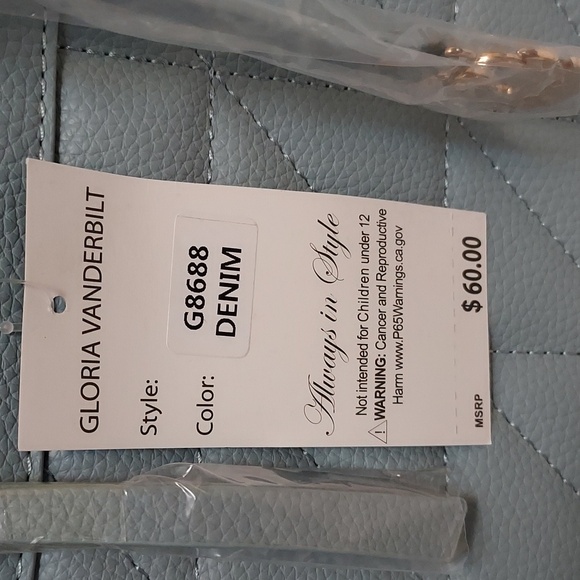 GLORIA VANDERBILT
Style:
G8688
Color:
DENIM
Always in Style
Not intended for Children under 12
⚠WARNING: Cancer and Reproductive
Harm www.P65Warnings.ca.gov
MSRP
$60.00